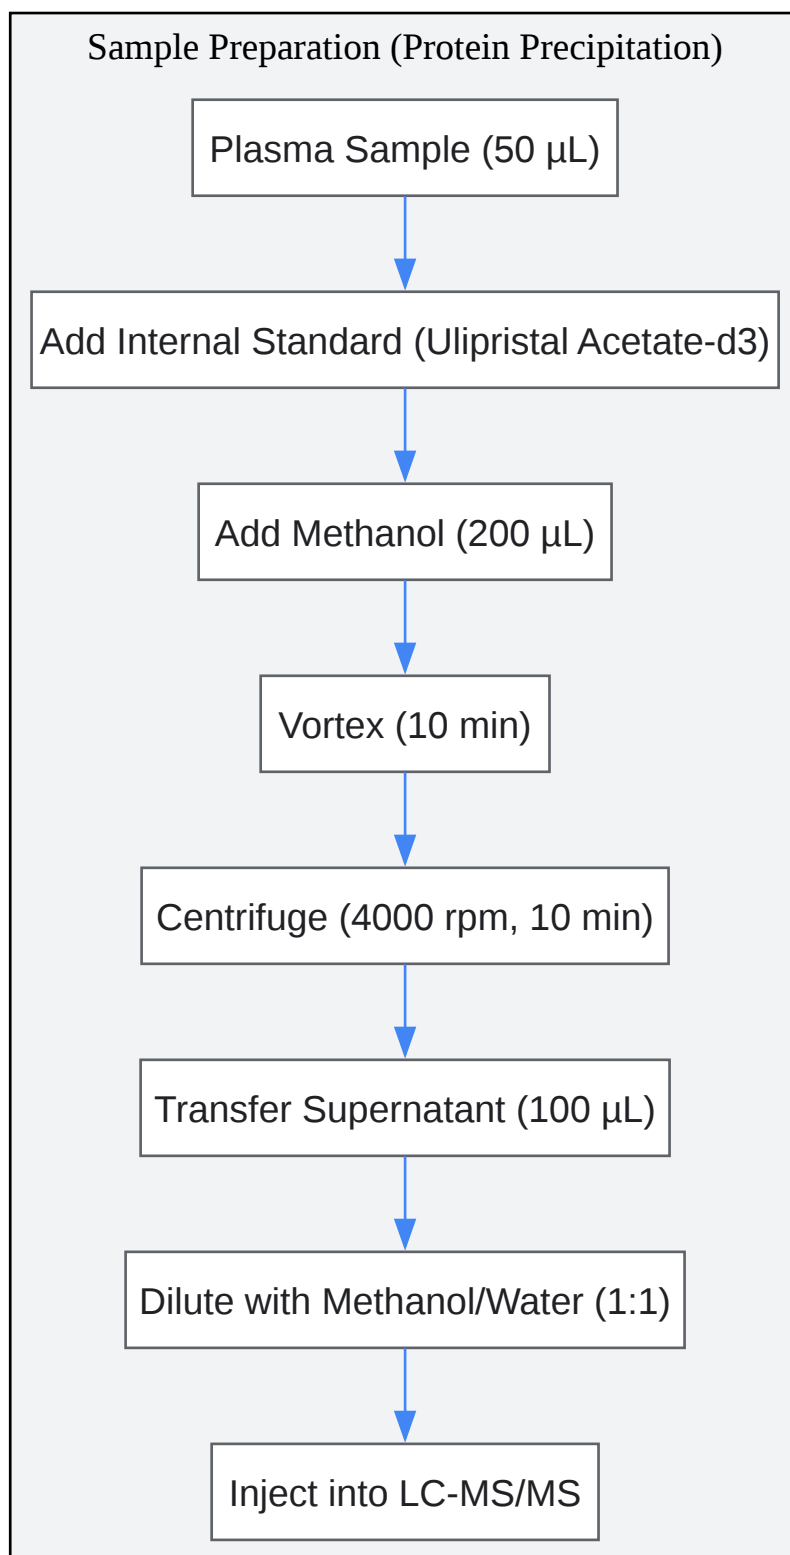 Sample Preparation (Protein Precipitation)
Plasma Sample (50 µL)
Add Internal Standard (Ulipristal Acetate-d3)
Add Methanol (200 µL)
Vortex (10 min)
Centrifuge (4000 rpm, 10 min)
Transfer Supernatant (100 µL)
Dilute with Methanol/Water (1:1)
Inject into LC-MS/MS